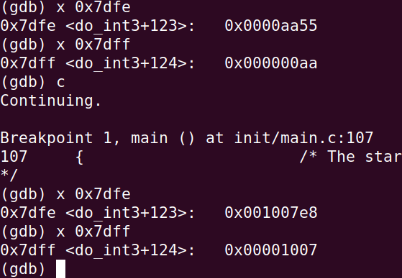 (gdb) x 0x7dfe
0x7dfe <do_int3+123>:   0x0000aa55
(gdb) x 0x7dff
0x7dff <do_int3+124>:   0x000000aa
(gdb) c
Continuing.

Breakpoint 1, main () at init/main.c:107
107     {                       /* The star
*/
(gdb) x 0x7dfe
0x7dfe <do_int3+123>:   0x001007e8
(gdb) x 0x7dff
0x7dff <do_int3+124>:   0x00001007
(gdb)